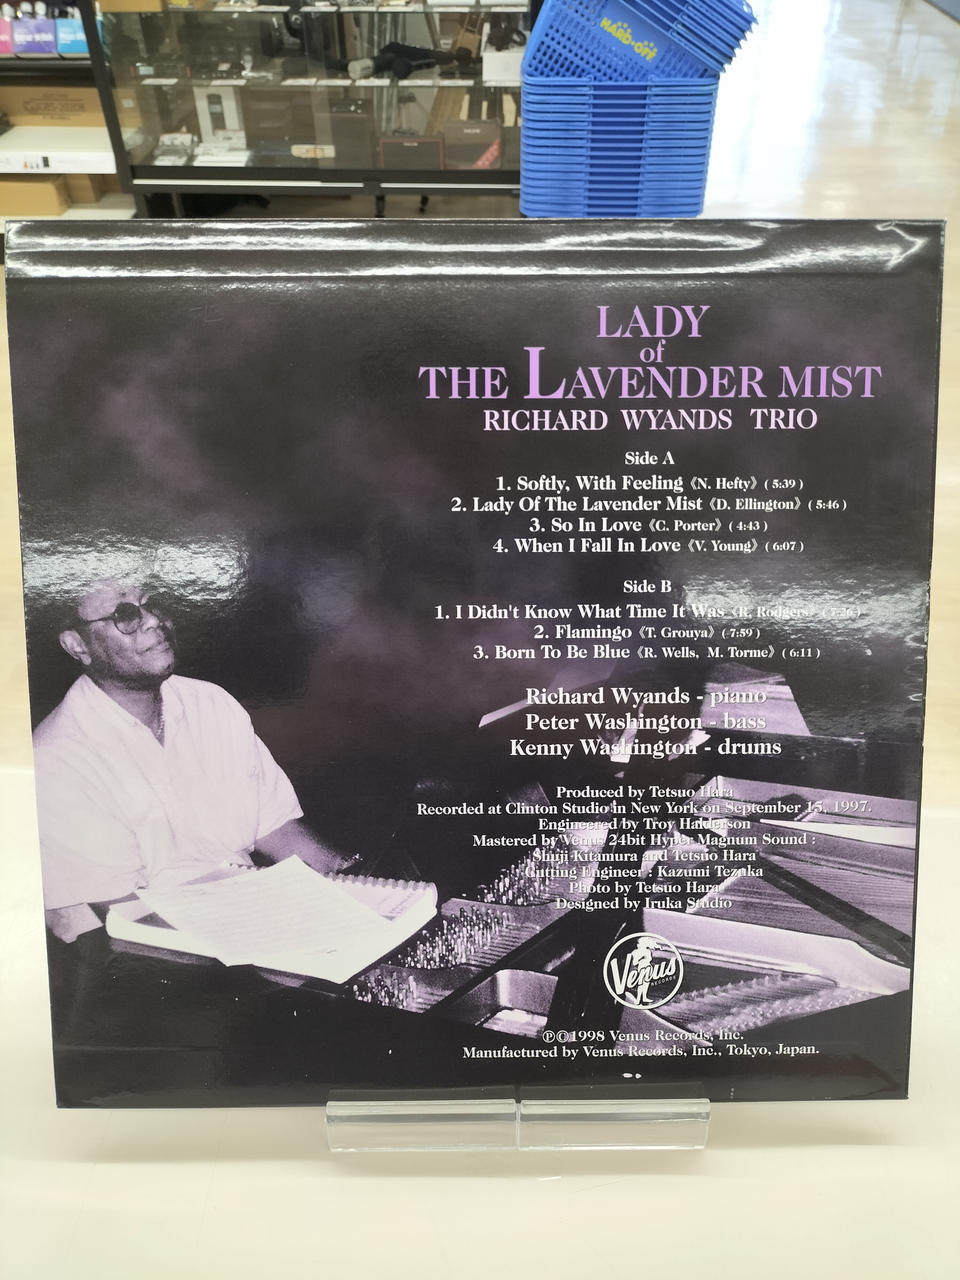 HARD-OFF
LADY
of
THE LAVENDER MIST
RICHARD WYANDS TRIO
Side A
1. Softly, With Feeling《N. Hefty》( 5:39 )
2. Lady Of The Lavender Mist《D. Ellington》( 5:46 )
3. So In Love《C. Porter》( 4:43 )
4. When I Fall In Love《V. Young》( 6:07 )
Side B
1. I Didn't Know What Time It Was《R. Rodgers》( 7:26 )
2. Flamingo《T. Grouya》( 7:59 )
3. Born To Be Blue《R. Wells, M. Torme》( 6:11 )
Richard Wyands - piano
Peter Washington - bass
Kenny Washington - drums
Produced by Tetsuo Hara
Recorded at Clinton Studio in New York on September 15, 1997.
Engineered by Troy Halderson
Mastered by Venus 24bit Hyper Magnum Sound :
Shuji Kitamura and Tetsuo Hara
Cutting Engineer : Kazumi Tezuka
Photo by Tetsuo Hara
Designed by Iruka Studio
Venus
RECORDS
℗©1998 Venus Records, Inc.
Manufactured by Venus Records, Inc., Tokyo, Japan.